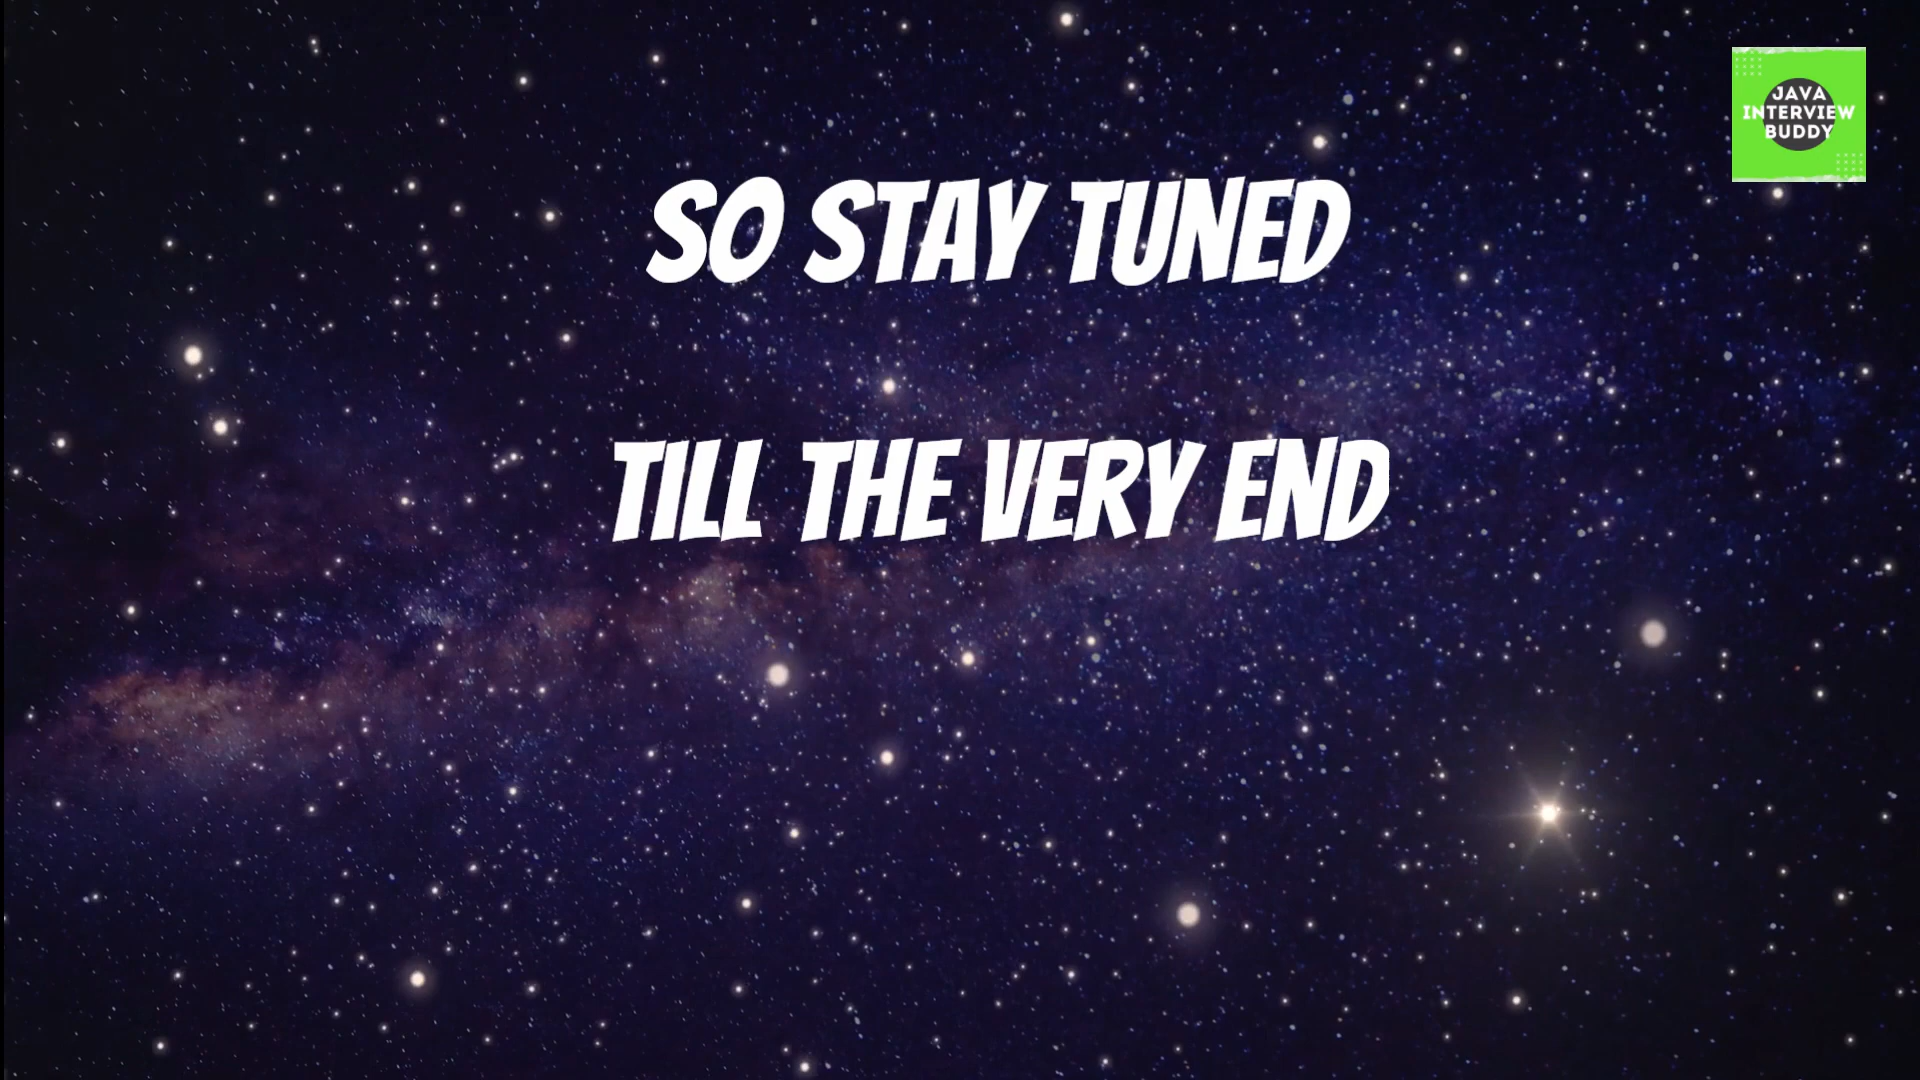 JAVA
INTERVIEW
BUDDY
SO STAY TUNED
TILL THE VERY END